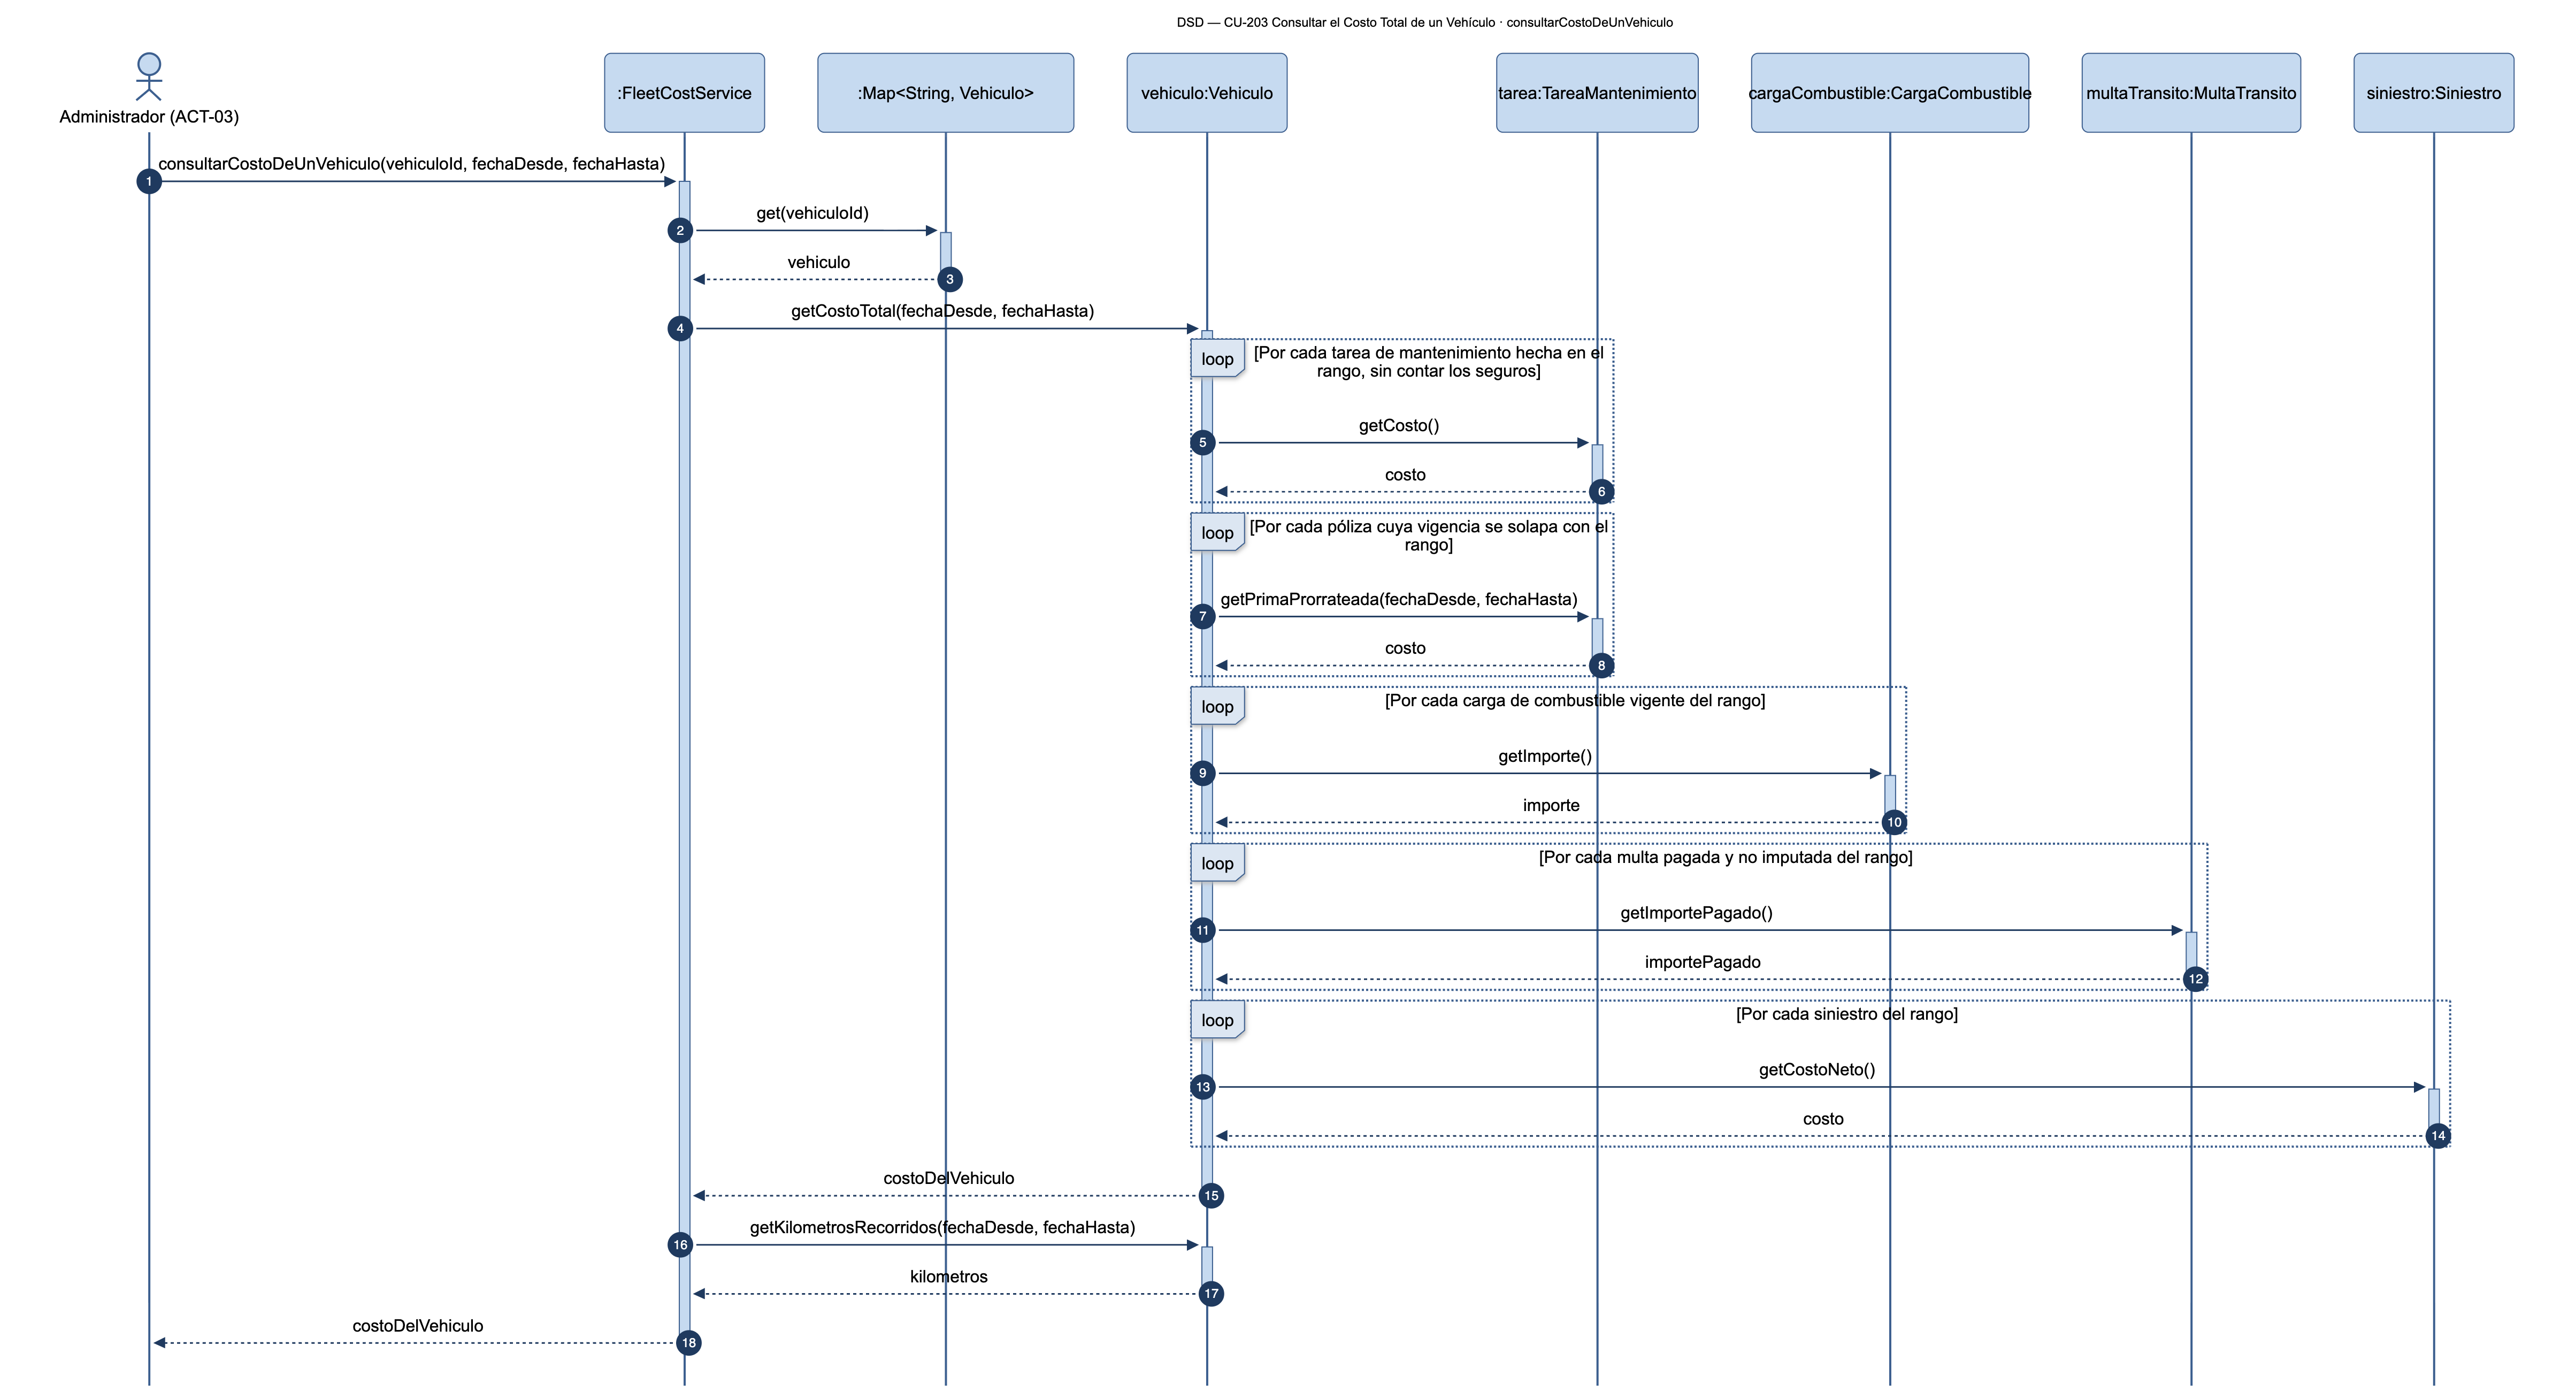 DSD — CU-203 Consultar el Costo Total de un Vehículo · consultarCostoDeUnVehiculo
Administrador (ACT-03)
:FleetCostService
:Map<String, Vehiculo>
vehiculo:Vehiculo
tarea:TareaMantenimiento
cargaCombustible:CargaCombustible
multaTransito:MultaTransito
siniestro:Siniestro
consultarCostoDeUnVehiculo(vehiculoId, fechaDesde, fechaHasta)
1
get(vehiculoId)
2
vehiculo
3
getCostoTotal(fechaDesde, fechaHasta)
4
loop
[Por cada tarea de mantenimiento hecha en el
rango, sin contar los seguros]
getCosto()
5
costo
6
loop
[Por cada póliza cuya vigencia se solapa con el
rango]
getPrimaProrrateada(fechaDesde, fechaHasta)
7
costo
8
loop
[Por cada carga de combustible vigente del rango]
getImporte()
9
importe
10
loop
[Por cada multa pagada y no imputada del rango]
getImportePagado()
11
importePagado
12
loop
[Por cada siniestro del rango]
getCostoNeto()
13
costo
14
costoDelVehiculo
15
getKilometrosRecorridos(fechaDesde, fechaHasta)
16
kilometros
17
costoDelVehiculo
18